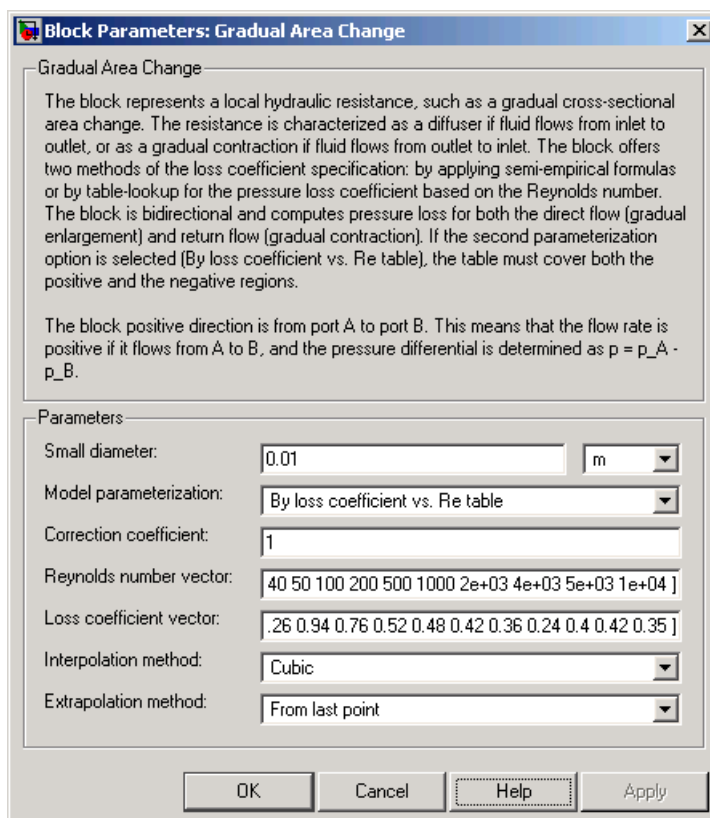 Block Parameters: Gradual Area Change
Gradual Area Change
The block represents a local hydraulic resistance, such as a gradual cross-sectional
area change. The resistance is characterized as a diffuser if fluid flows from inlet to
outlet, or as a gradual contraction if fluid flows from outlet to inlet. The block offers
two methods of the loss coefficient specification: by applying semi-empirical formulas
or by table-lookup for the pressure loss coefficient based on the Reynolds number.
The block is bidirectional and computes pressure loss for both the direct flow (gradual
enlargement) and return flow (gradual contraction). If the second parameterization
option is selected (By loss coefficient vs. Re table), the table must cover both the
positive and the negative regions.
The block positive direction is from port A to port B. This means that the flow rate is
positive if it flows from A to B, and the pressure differential is determined as p = p_A -
p_B.
Parameters
Small diameter: 0.01 m
Model parameterization: By loss coefficient vs. Re table
Correction coefficient: 1
Reynolds number vector: 40 50 100 200 500 1000 2e+03 4e+03 5e+03 1e+04 ]
Loss coefficient vector: .26 0.94 0.76 0.52 0.48 0.42 0.36 0.24 0.4 0.42 0.35 ]
Interpolation method: Cubic
Extrapolation method: From last point
OK Cancel Help Apply